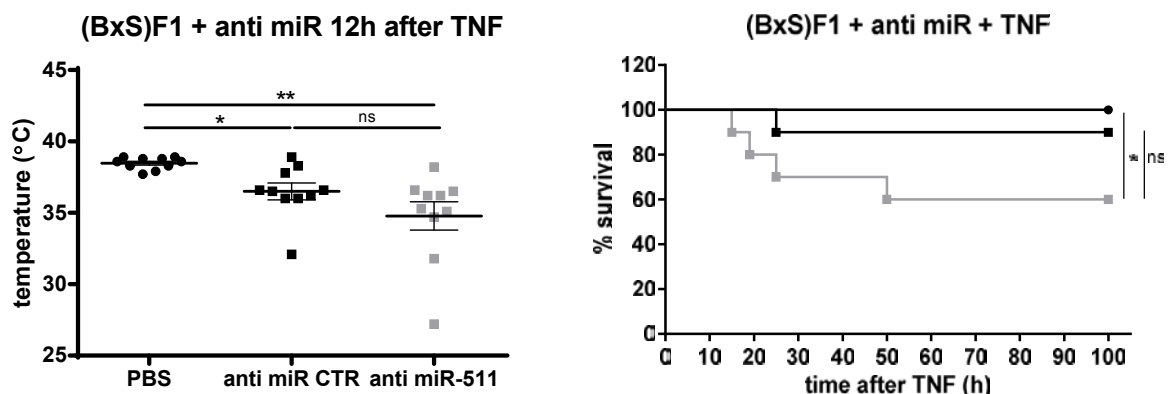 (BxS)F1 + anti miR 12h after TNF
45
40
35
30
25
temperature (°C)
**
*
ns
PBS
anti miR CTR
anti miR-511
(BxS)F1 + anti miR + TNF
120
100
80
60
40
20
0
% survival
*
ns
0 10 20 30 40 50 60 70 80 90 100
time after TNF (h)